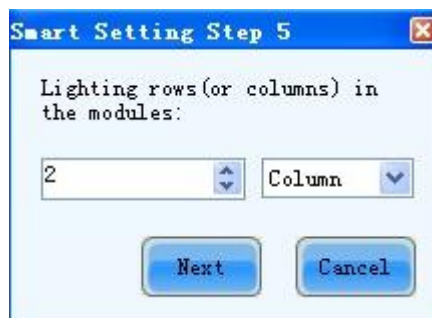 Smart Setting Step 5
Lighting rows(or columns) in
the modules:
2 Column
Next Cancel